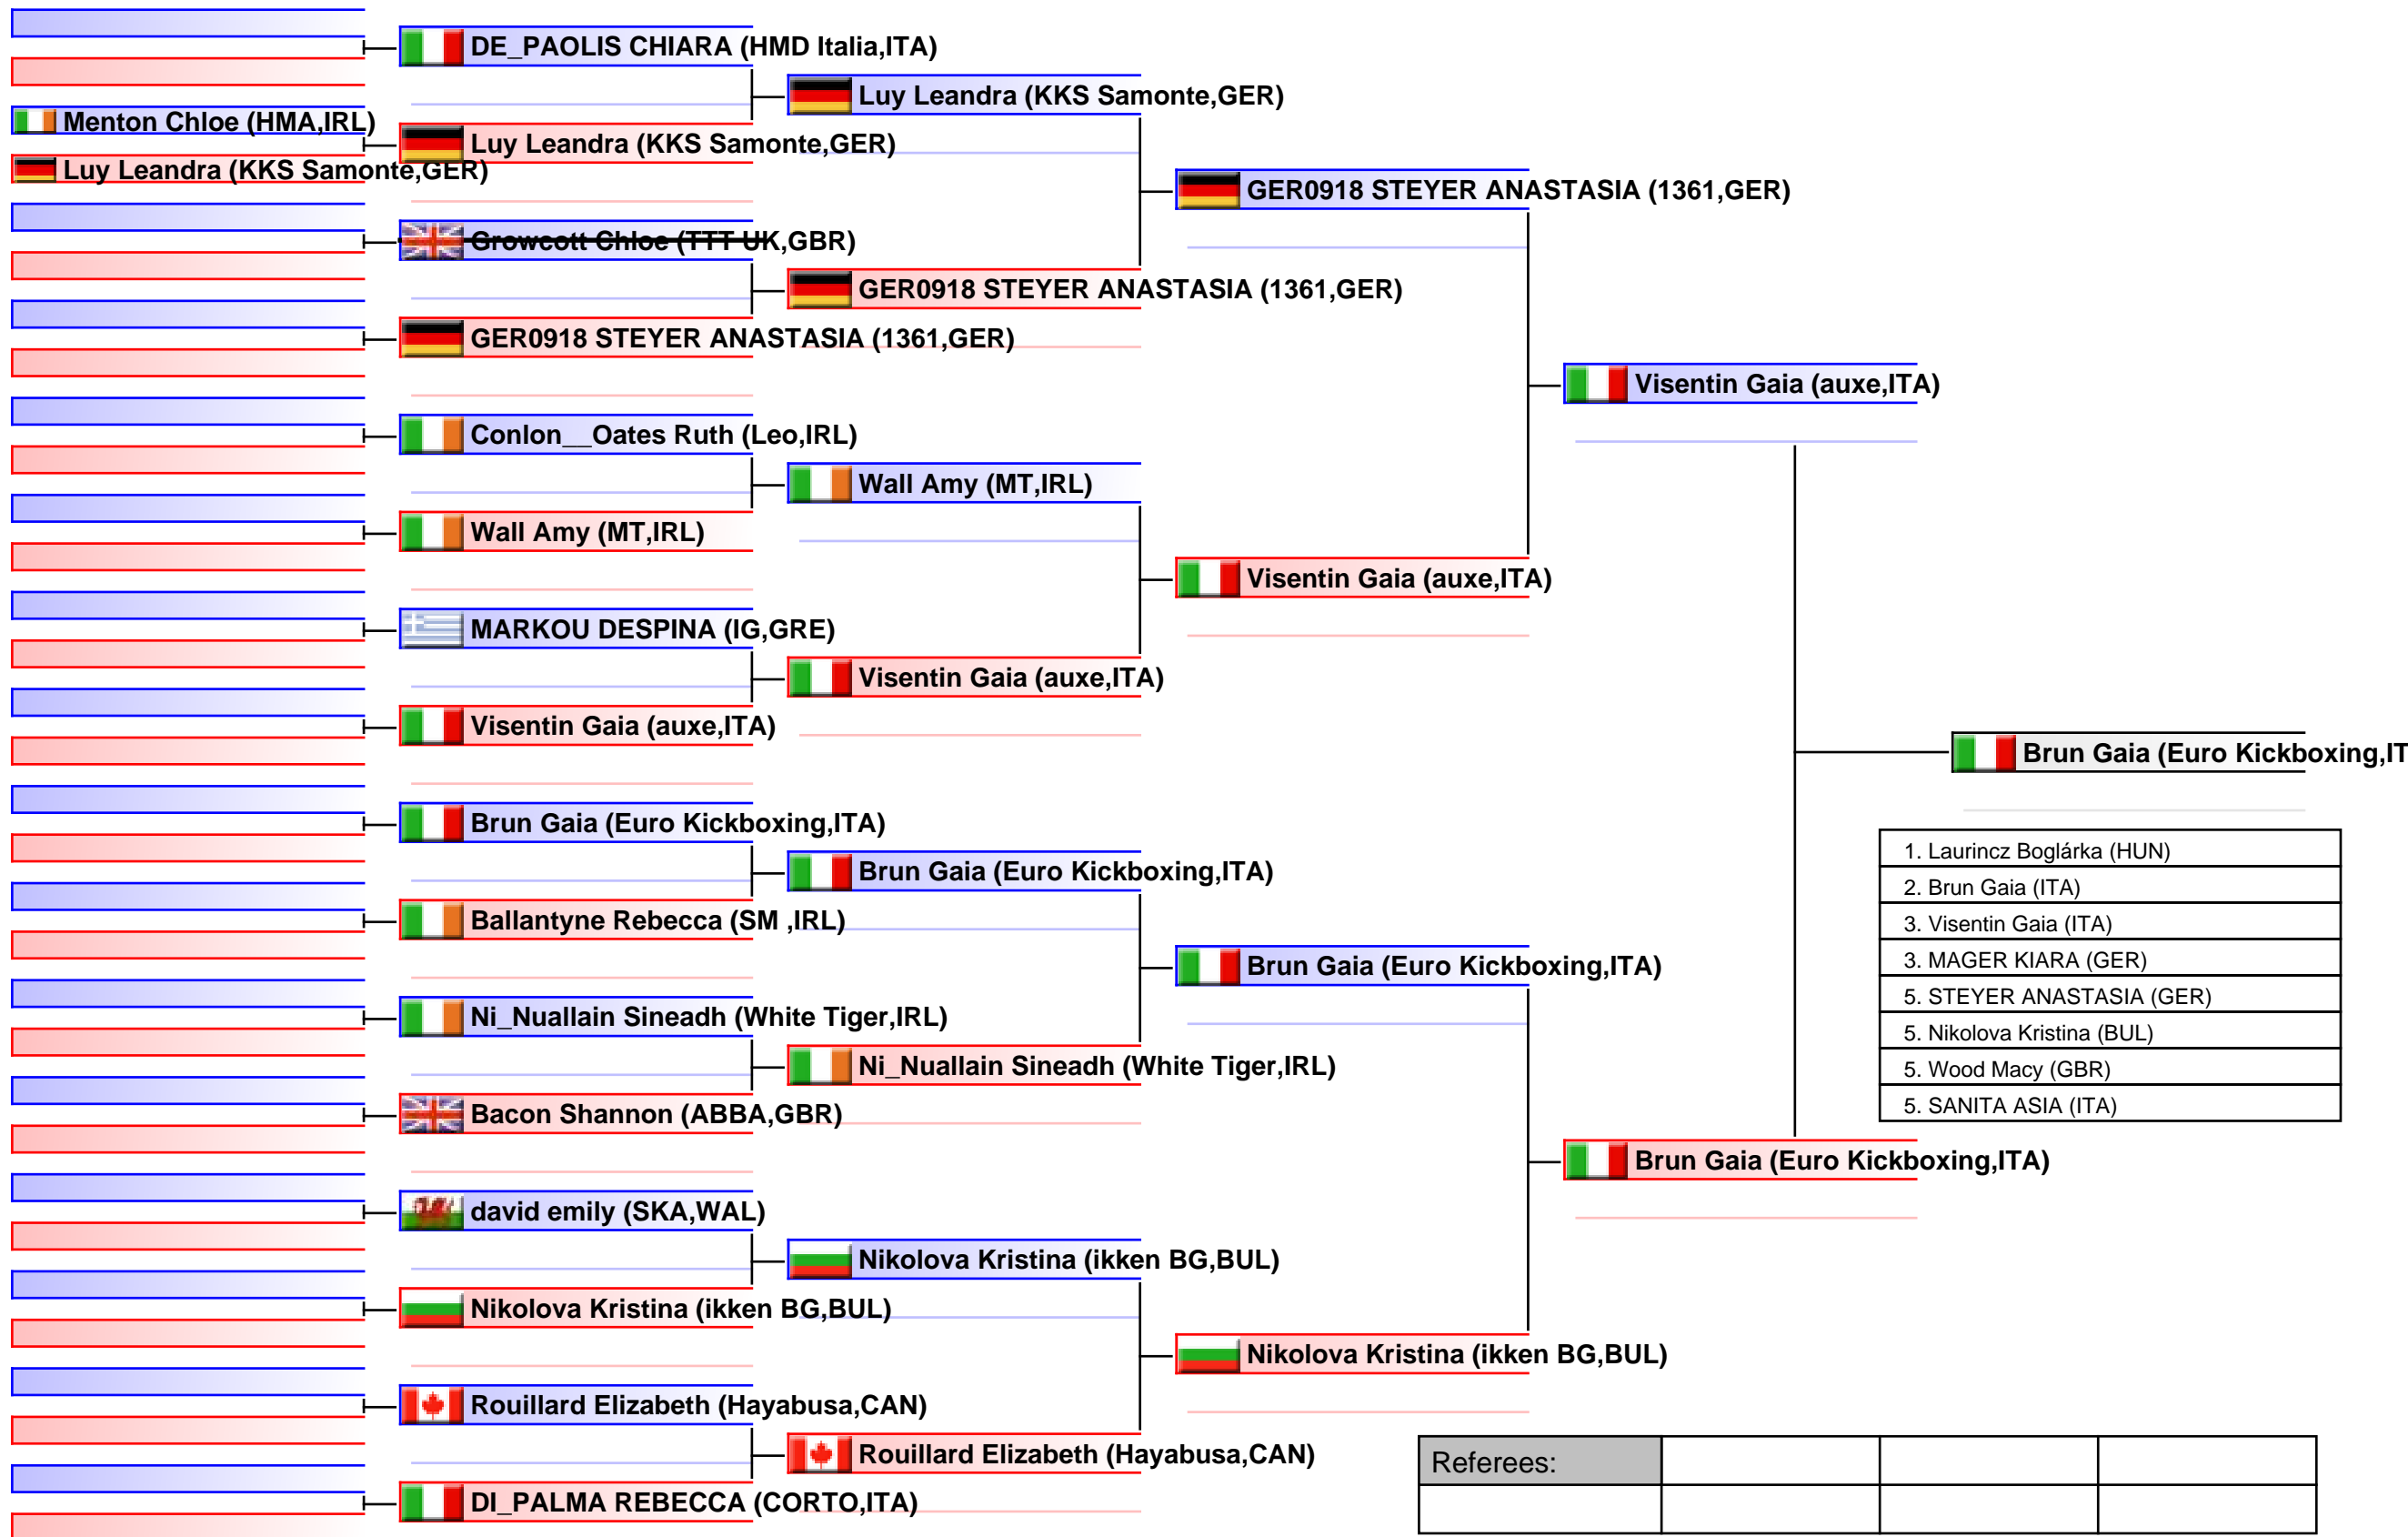 Menton Chloe (HMA,IRL)
Luy Leandra (KKS Samonte,GER)
DE_PAOLIS CHIARA (HMD Italia,ITA)
Luy Leandra (KKS Samonte,GER)
Growcott Chloe (TTT UK,GBR)
GER0918 STEYER ANASTASIA (1361,GER)
Conlon__Oates Ruth (Leo,IRL)
Wall Amy (MT,IRL)
MARKOU DESPINA (IG,GRE)
Visentin Gaia (auxe,ITA)
Brun Gaia (Euro Kickboxing,ITA)
Ballantyne Rebecca (SM ,IRL)
Ni_Nuallain Sineadh (White Tiger,IRL)
Bacon Shannon (ABBA,GBR)
david emily (SKA,WAL)
Nikolova Kristina (ikken BG,BUL)
Rouillard Elizabeth (Hayabusa,CAN)
DI_PALMA REBECCA (CORTO,ITA)
Luy Leandra (KKS Samonte,GER)
GER0918 STEYER ANASTASIA (1361,GER)
Wall Amy (MT,IRL)
Visentin Gaia (auxe,ITA)
Brun Gaia (Euro Kickboxing,ITA)
Ni_Nuallain Sineadh (White Tiger,IRL)
Nikolova Kristina (ikken BG,BUL)
Rouillard Elizabeth (Hayabusa,CAN)
GER0918 STEYER ANASTASIA (1361,GER)
Visentin Gaia (auxe,ITA)
Brun Gaia (Euro Kickboxing,ITA)
Nikolova Kristina (ikken BG,BUL)
Visentin Gaia (auxe,ITA)
Brun Gaia (Euro Kickboxing,ITA)
Brun Gaia (Euro Kickboxing,IT
1. Laurincz Boglárka (HUN)
2. Brun Gaia (ITA)
3. Visentin Gaia (ITA)
3. MAGER KIARA (GER)
5. STEYER ANASTASIA (GER)
5. Nikolova Kristina (BUL)
5. Wood Macy (GBR)
5. SANITA ASIA (ITA)
Referees: